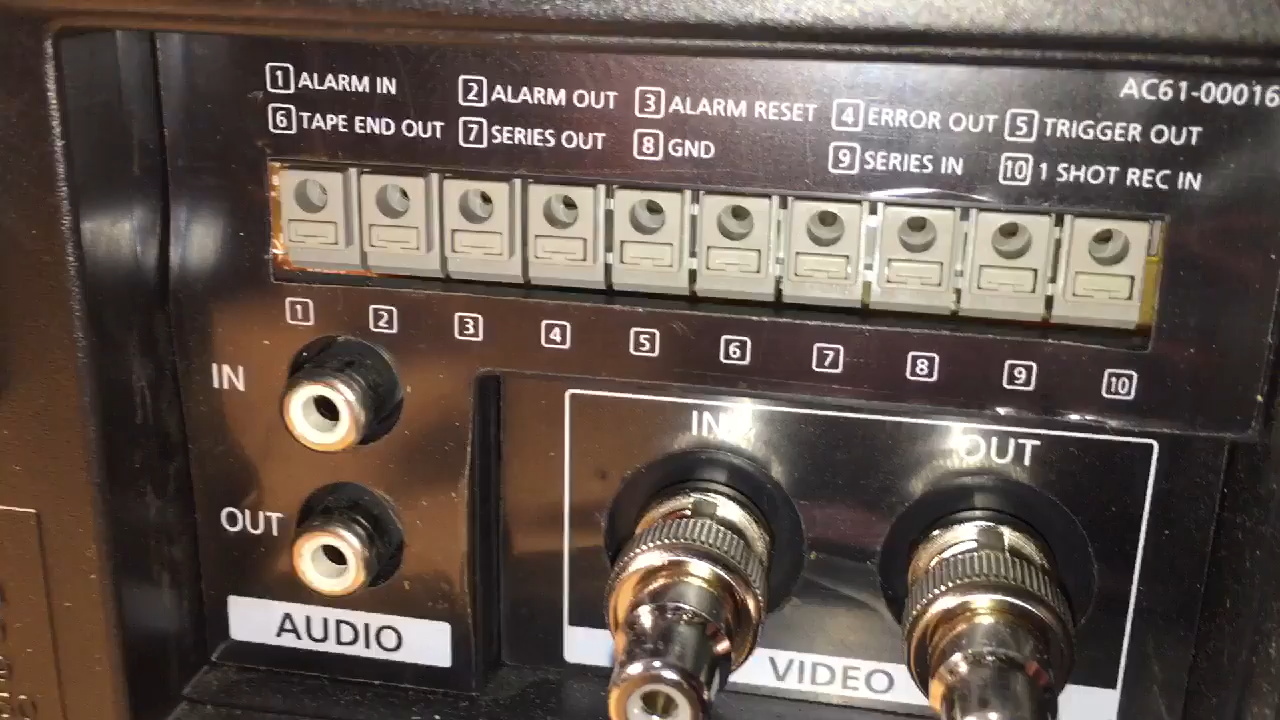 AC61-00016
1 ALARM IN 2 ALARM OUT 3 ALARM RESET 4 ERROR OUT 5 TRIGGER OUT
6 TAPE END OUT 7 SERIES OUT 8 GND 9 SERIES IN 10 1 SHOT REC IN
1 2 3 4 5 6 7 8 9 10
IN
IN
OUT
OUT
AUDIO
VIDEO